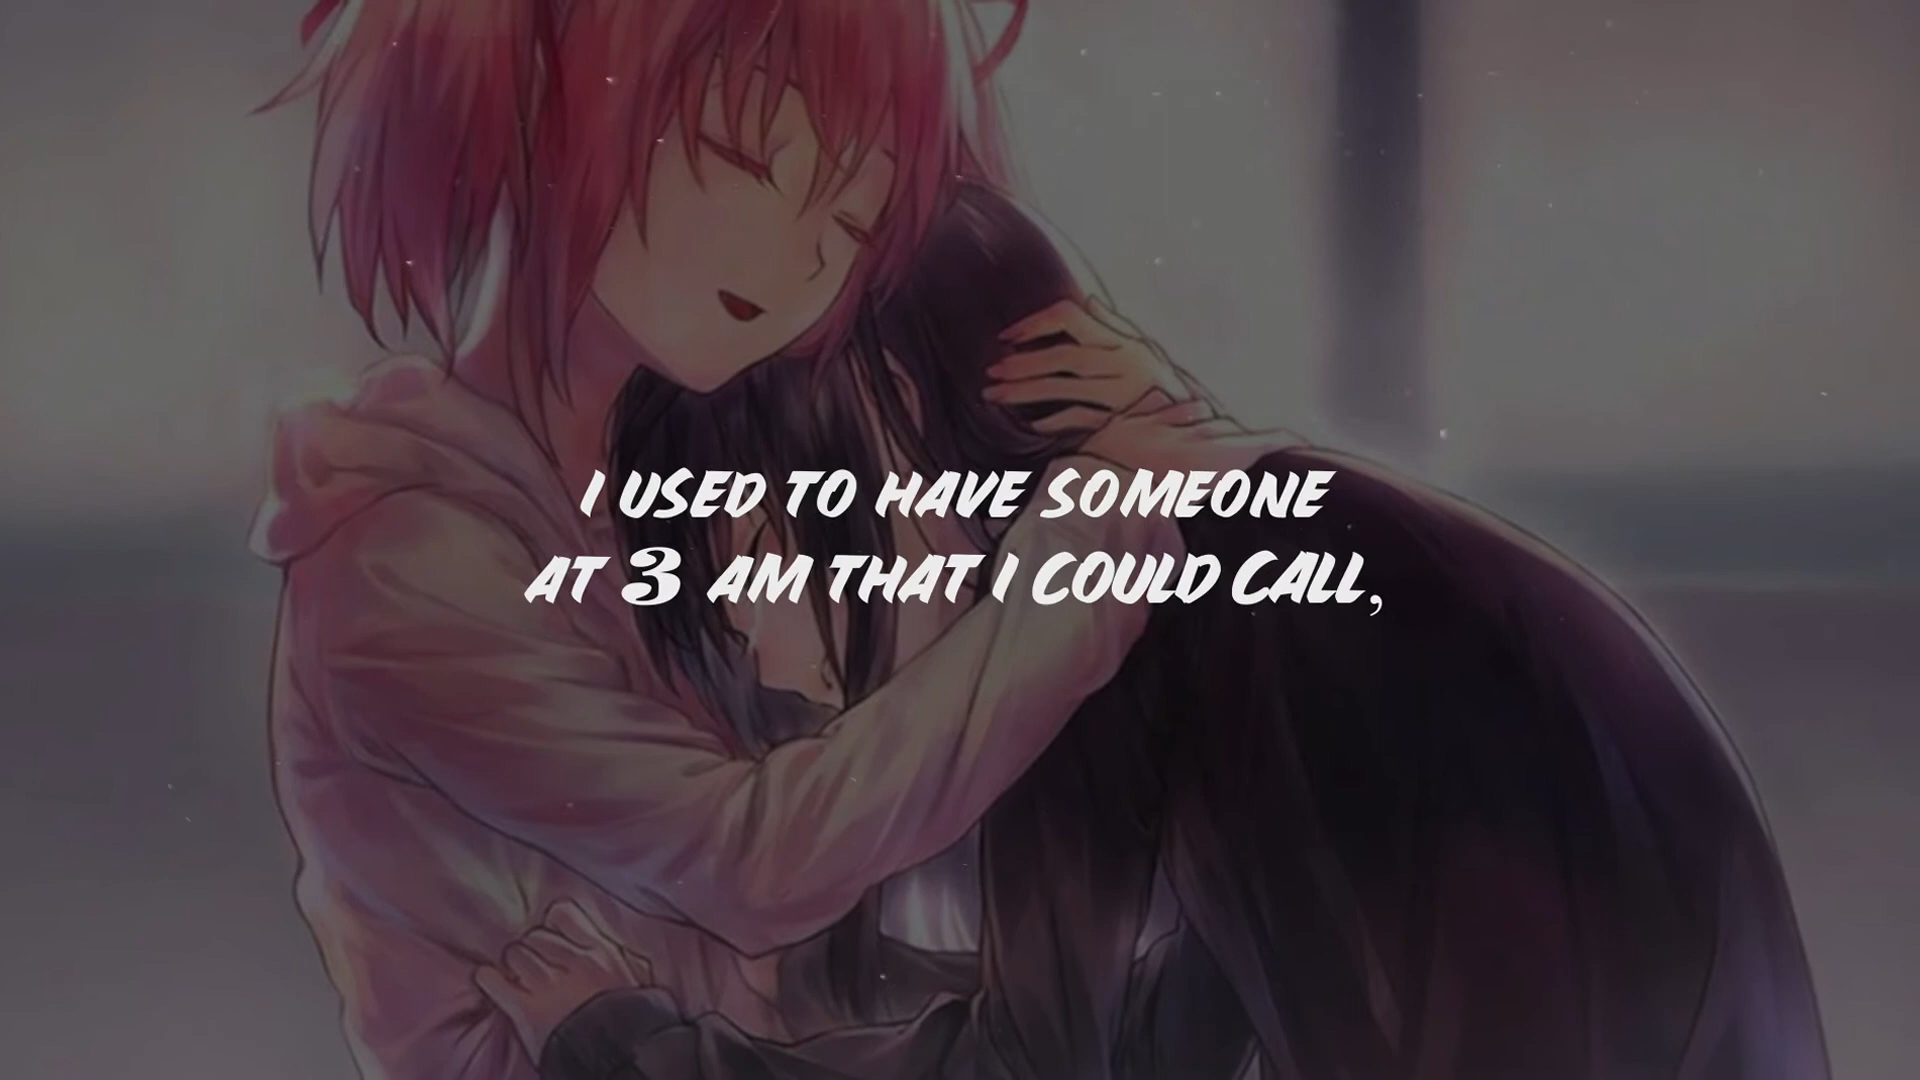 I USED TO HAVE SOMEONE
AT 3 AM THAT I COULD CALL,